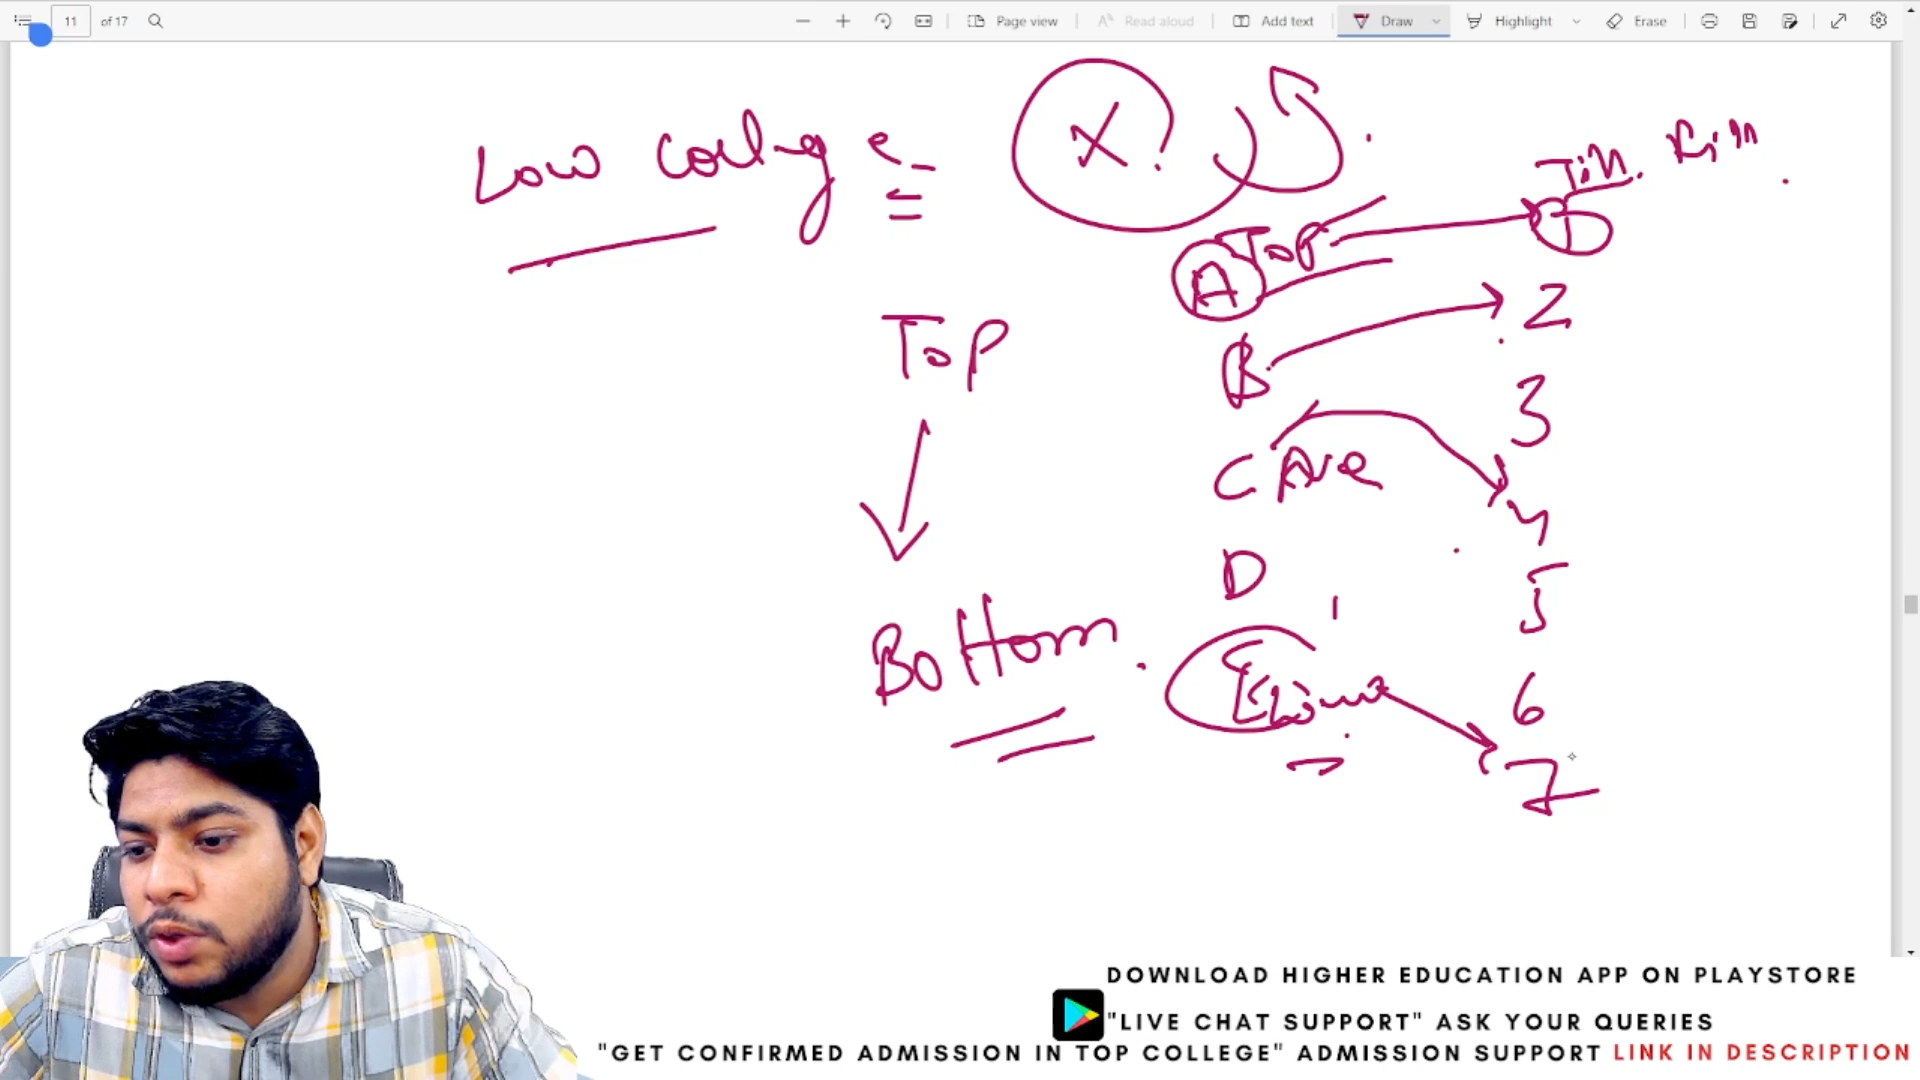 11 of 17 Page view Read aloud Add text Draw Highlight Erase
Low College X
Top
A
1
B
2
3
C Ave
4
Top
D
5
Bottom
E
6
7
DOWNLOAD HIGHER EDUCATION APP ON PLAYSTORE
"LIVE CHAT SUPPORT" ASK YOUR QUERIES
"GET CONFIRMED ADMISSION IN TOP COLLEGE" ADMISSION SUPPORT LINK IN DESCRIPTION